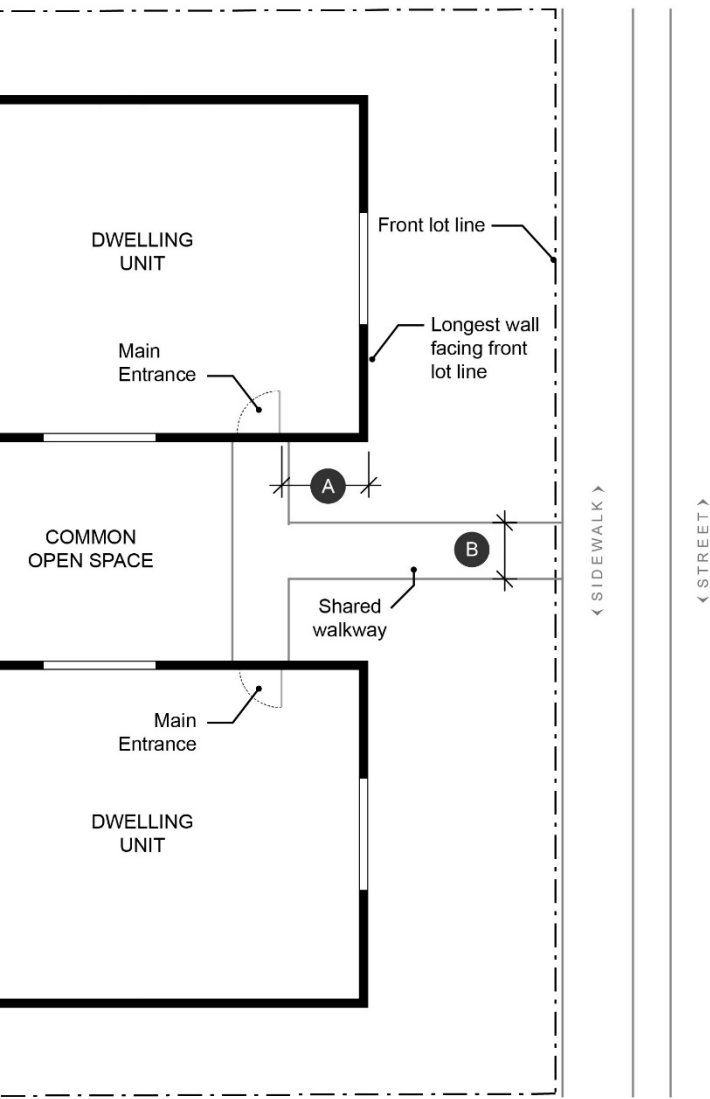 DWELLING
UNIT
Front lot line
Longest wall
facing front
lot line
Main
Entrance
A
COMMON
OPEN SPACE
B
< SIDEWALK >
< STREET >
Shared
walkway
Main
Entrance
DWELLING
UNIT